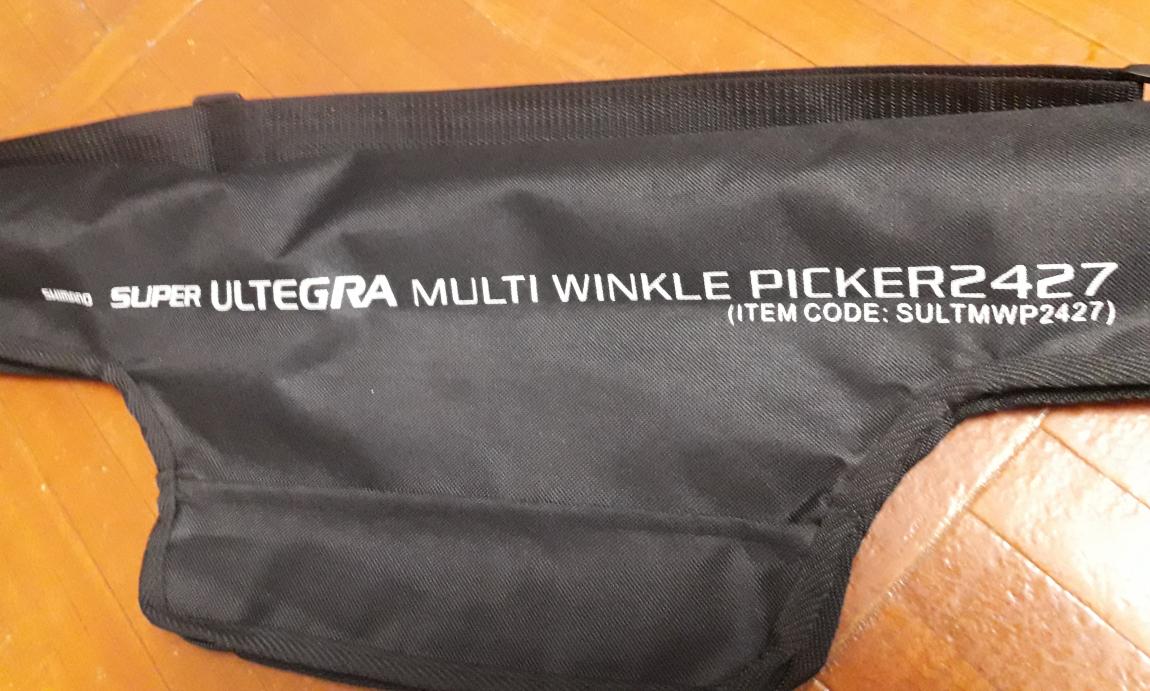 SHIMANO SUPER ULTEGRA MULTI WINKLE PICKER2427
(ITEM CODE: SULTMWP2427)